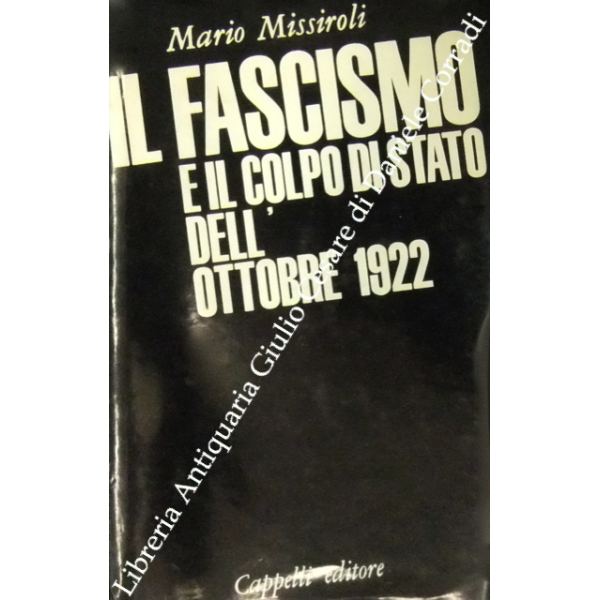 Mario Missiroli
IL FASCISMO
E IL COLPO DI STATO
DELL'
OTTOBRE 1922
Cappelli editore
Libreria Antiquaria Giulio Cesare di Daniele Corradi